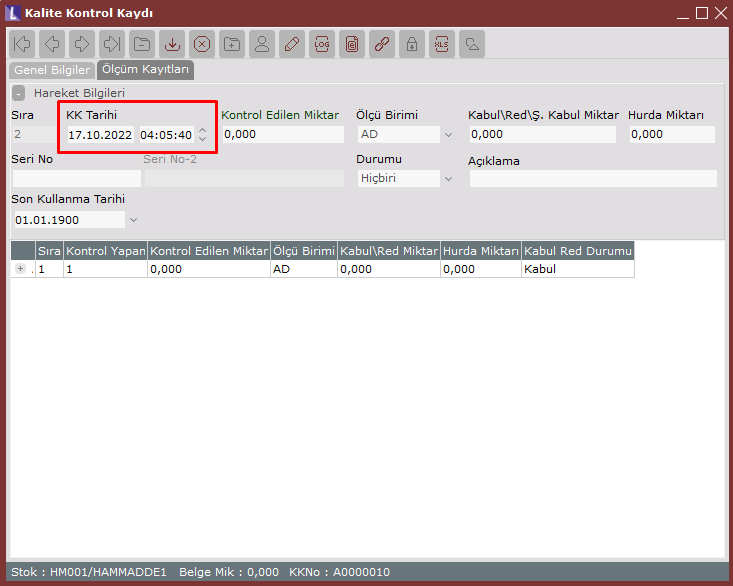 Kalite Kontrol Kaydı
LOG
XLS
Genel Bilgiler Ölçüm Kayıtları
- Hareket Bilgileri
Sıra KK Tarihi Kontrol Edilen Miktar Ölçü Birimi Kabul\Red\Ş. Kabul Miktar Hurda Miktarı
2 17.10.2022 04:05:40 0,000 AD 0,000 0,000
Seri No Seri No-2 Durumu Açıklama
Hiçbiri
Son Kullanma Tarihi
01.01.1900
Sıra Kontrol Yapan Kontrol Edilen Miktar Ölçü Birimi Kabul\Red Miktar Hurda Miktarı Kabul Red Durumu
1 1 0,000 AD 0,000 0,000 Kabul
Stok : HM001/HAMMADDE1 Belge Mik : 0,000 KKNo : A0000010